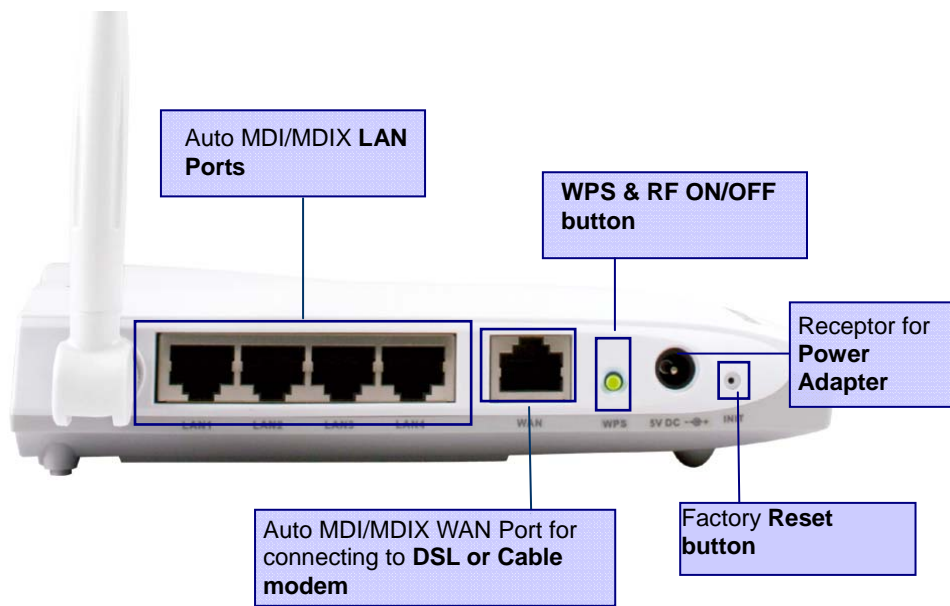 Auto MDI/MDIX LAN
Ports
WPS & RF ON/OFF
button
Receptor for
Power
Adapter
LAN1 LAN2 LAN3 LAN4 WAN WPS 5V DC - + INIT
Auto MDI/MDIX WAN Port for
connecting to DSL or Cable
modem
Factory Reset
button